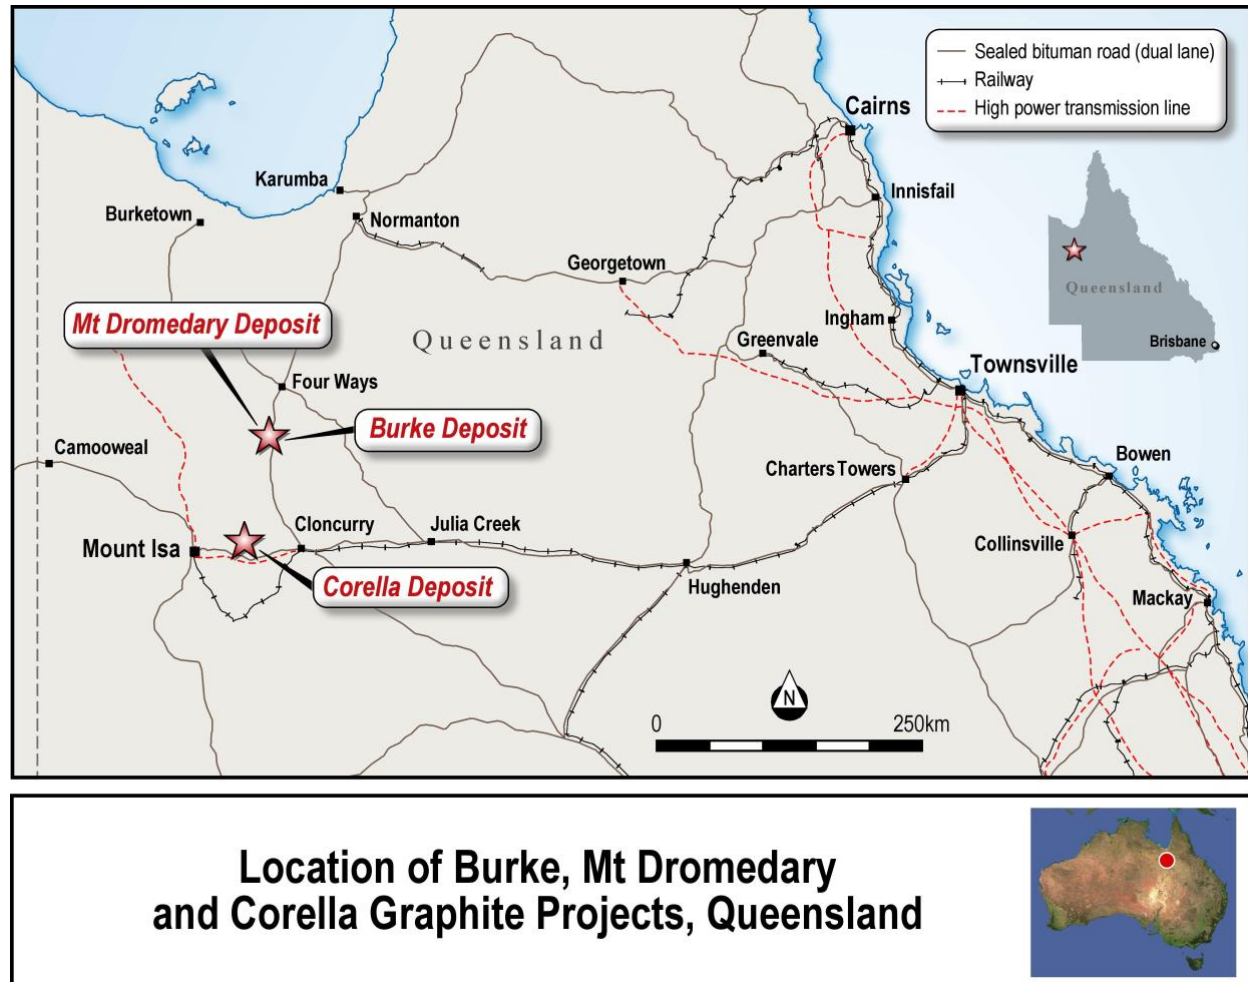 Sealed bituman road (dual lane)
Railway
High power transmission line
Cairns
Karumba
Innisfail
Burketown
Normanton
Georgetown
Queensland
Mt Dromedary Deposit
Ingham
Queensland
Greenvale
Brisbane
Townsville
Four Ways
Burke Deposit
Camooweal
Bowen
Charters Towers
Cloncurry
Julia Creek
Mount Isa
Collinsville
Corella Deposit
Hughenden
Mackay
N
0
250km
Location of Burke, Mt Dromedary
and Corella Graphite Projects, Queensland